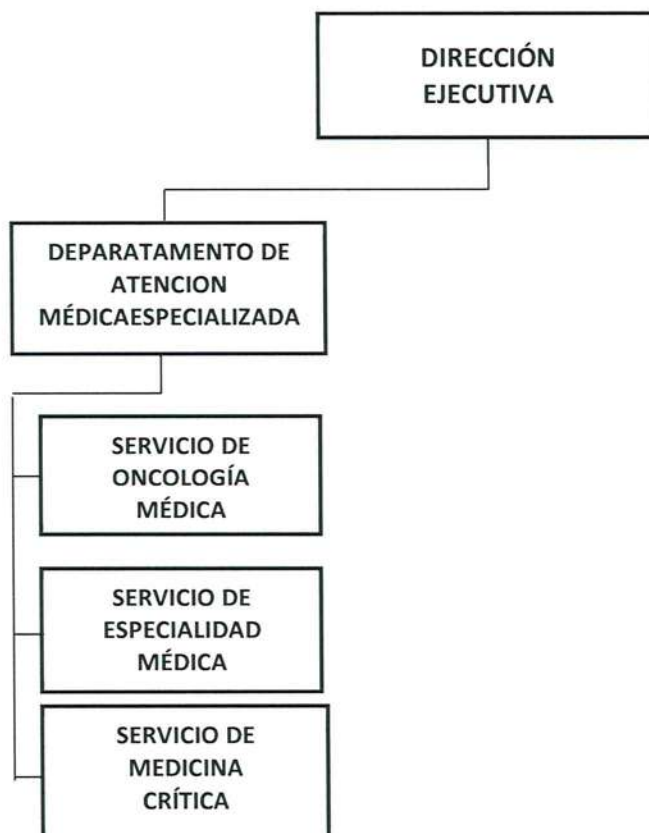 DIRECCIÓN
EJECUTIVA
DEPARATAMENTO DE
ATENCION
MÉDICAESPECIALIZADA
SERVICIO DE
ONCOLOGÍA
MÉDICA
SERVICIO DE
ESPECIALIDAD
MÉDICA
SERVICIO DE
MEDICINA
CRÍTICA